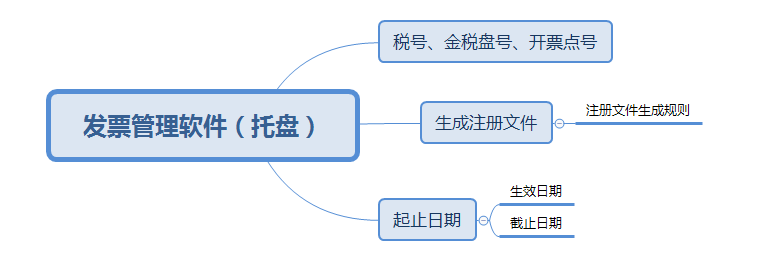 税号、金税盘号、开票点号
发票管理软件（托盘）
生成注册文件
注册文件生成规则
起止日期
生效日期
截止日期